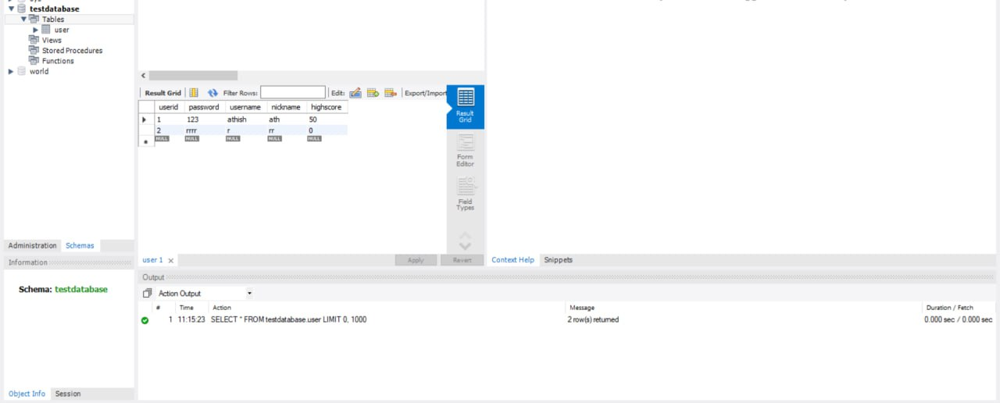 testdatabase
Tables
user
Views
Stored Procedures
Functions
world
Result Grid Filter Rows: Edit: Export/Import
userid password username nickname highscore
1 123 athish ath 50
2 rrrr r rr 0
NULL NULL NULL NULL NULL
Result Grid
Form Editor
Field Types
Administration Schemas
user 1 Apply Revert
Context Help Snippets
Information
Schema: testdatabase
Object Info Session
Output
Action Output
# Time Action Message Duration / Fetch
1 11:15:23 SELECT * FROM testdatabase.user LIMIT 0, 1000 2 row(s) returned 0.000 sec / 0.000 sec